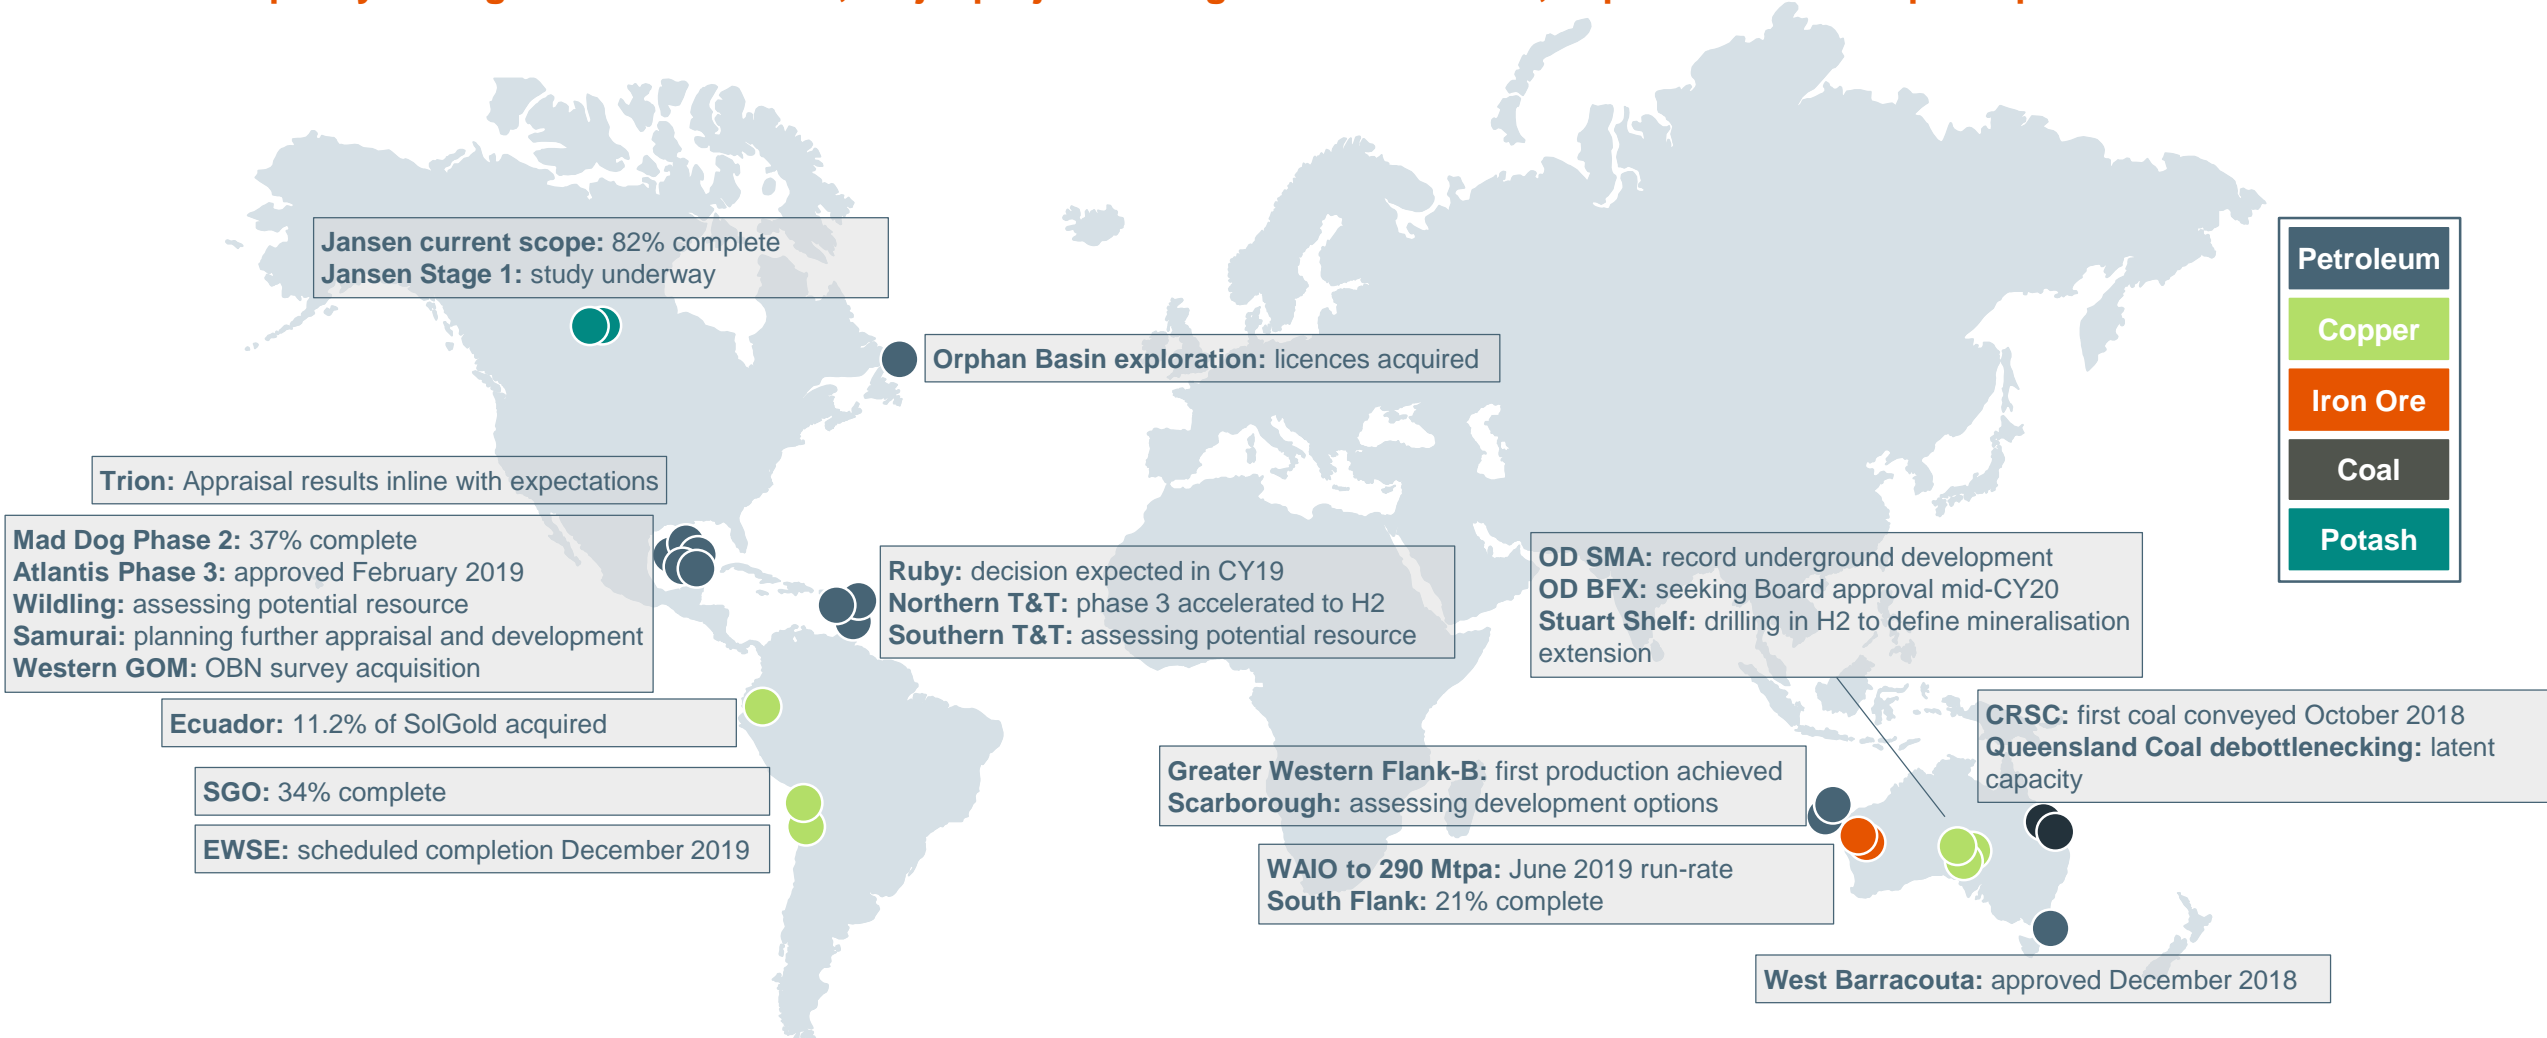 Jansen current scope: 82% complete
Jansen Stage 1: study underway
Orphan Basin exploration: licences acquired
Petroleum
Copper
Iron Ore
Coal
Potash
Trion: Appraisal results inline with expectations
Mad Dog Phase 2: 37% complete
Atlantis Phase 3: approved February 2019
Wildling: assessing potential resource
Samurai: planning further appraisal and development
Western GOM: OBN survey acquisition
Ruby: decision expected in CY19
Northern T&T: phase 3 accelerated to H2
Southern T&T: assessing potential resource
OD SMA: record underground development
OD BFX: seeking Board approval mid-CY20
Stuart Shelf: drilling in H2 to define mineralisation
extension
Ecuador: 11.2% of SolGold acquired
CRSC: first coal conveyed October 2018
Queensland Coal debottlenecking: latent
capacity
SGO: 34% complete
Greater Western Flank-B: first production achieved
Scarborough: assessing development options
EWSE: scheduled completion December 2019
WAIO to 290 Mtpa: June 2019 run-rate
South Flank: 21% complete
West Barracouta: approved December 2018